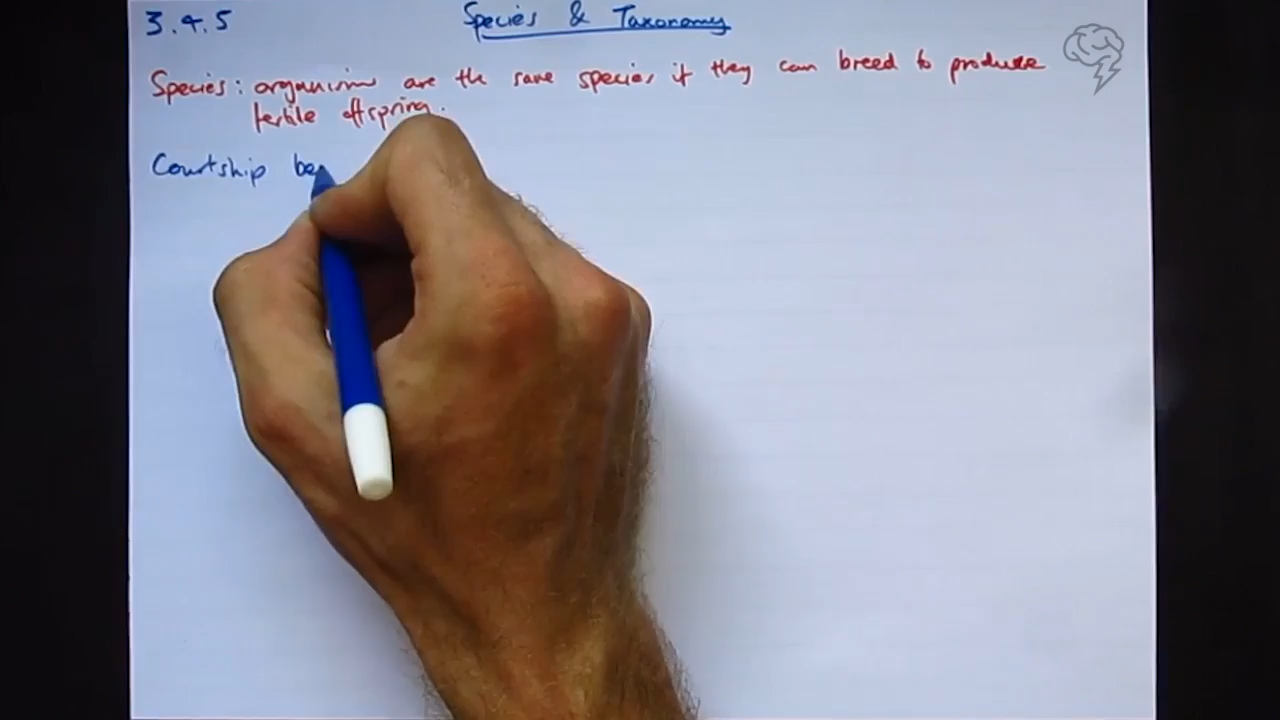 3.4.5 Species & Taxonomy
Species: organisms are the same species if they can breed to produce
fertile offspring.
Courtship be